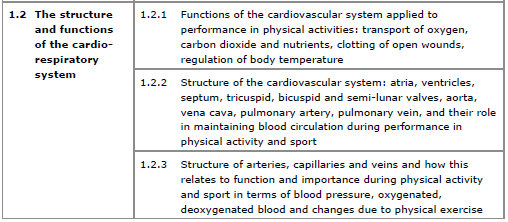 1.2 The structure
and functions
of the cardio-
respiratory
system
1.2.1 Functions of the cardiovascular system applied to
performance in physical activities: transport of oxygen,
carbon dioxide and nutrients, clotting of open wounds,
regulation of body temperature
1.2.2 Structure of the cardiovascular system: atria, ventricles,
septum, tricuspid, bicuspid and semi-lunar valves, aorta,
vena cava, pulmonary artery, pulmonary vein, and their role
in maintaining blood circulation during performance in
physical activity and sport
1.2.3 Structure of arteries, capillaries and veins and how this
relates to function and importance during physical activity
and sport in terms of blood pressure, oxygenated,
deoxygenated blood and changes due to physical exercise